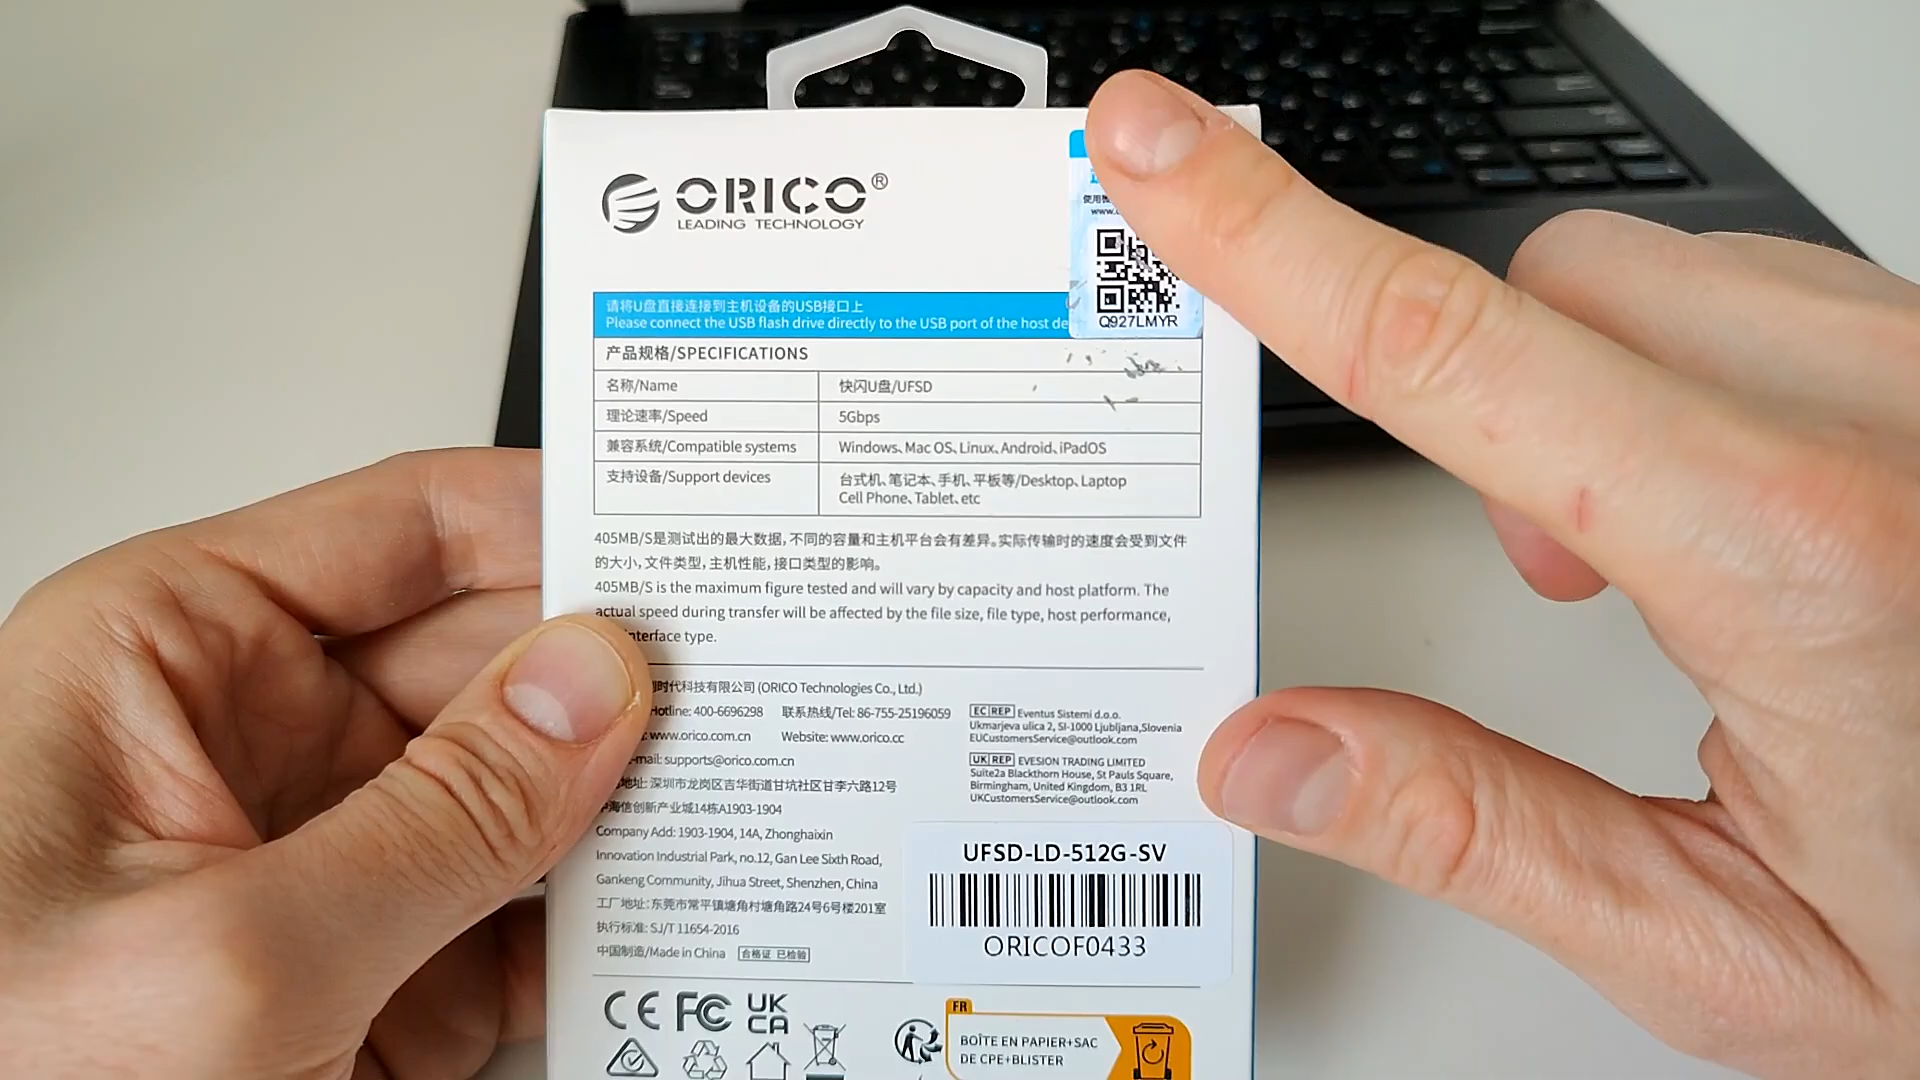 ORICO®
LEADING TECHNOLOGY
使用
www.
Q927LMYR
请将U盘直接连接到主机设备的USB接口上
Please connect the USB flash drive directly to the USB port of the host de
产品规格/SPECIFICATIONS
名称/Name 快闪U盘/UFSD
理论速率/Speed 5Gbps
兼容系统/Compatible systems Windows、Mac OS、Linux、Android、iPadOS
支持设备/Support devices 台式机、笔记本、手机、平板等/Desktop、Laptop
Cell Phone、Tablet、etc
405MB/S是测试出的最大数据，不同的容量和主机平台会有差异。实际传输时的速度会受到文件
的大小，文件类型，主机性能，接口类型的影响。
405MB/S is the maximum figure tested and will vary by capacity and host platform. The
actual speed during transfer will be affected by the file size, file type, host performance,
interface type.
时代科技有限公司 (ORICO Technologies Co., Ltd.)
Hotline: 400-6696298 联系热线/Tel: 86-755-25196059
www.orico.com.cn Website: www.orico.cc
-mail: supports@orico.com.cn
地址: 深圳市龙岗区吉华街道甘坑社区甘李六路12号
中海信创新产业城14栋A1903-1904
Company Add: 1903-1904, 14A, Zhonghaixin
Innovation Industrial Park, no.12, Gan Lee Sixth Road,
Gankeng Community, Jihua Street, Shenzhen, China
工厂地址: 东莞市常平镇塘角村塘角路24号6号楼201室
执行标准: SJ/T 11654-2016
中国制造/Made in China 合格证 已检验
EC REP Eventus Sistemi d.o.o.
Ukmarjeva ulica 2, SI-1000 Ljubljana,Slovenia
EUCustomersService@outlook.com
UK REP EVESION TRADING LIMITED
Suite2a Blackthorn House, St Pauls Square,
Birmingham, United Kingdom, B3 1RL
UKCustomersService@outlook.com
UFSD-LD-512G-SV
ORICOF0433
CE FC UK
CA
FR
BOÎTE EN PAPIER+SAC
DE CPE+BLISTER